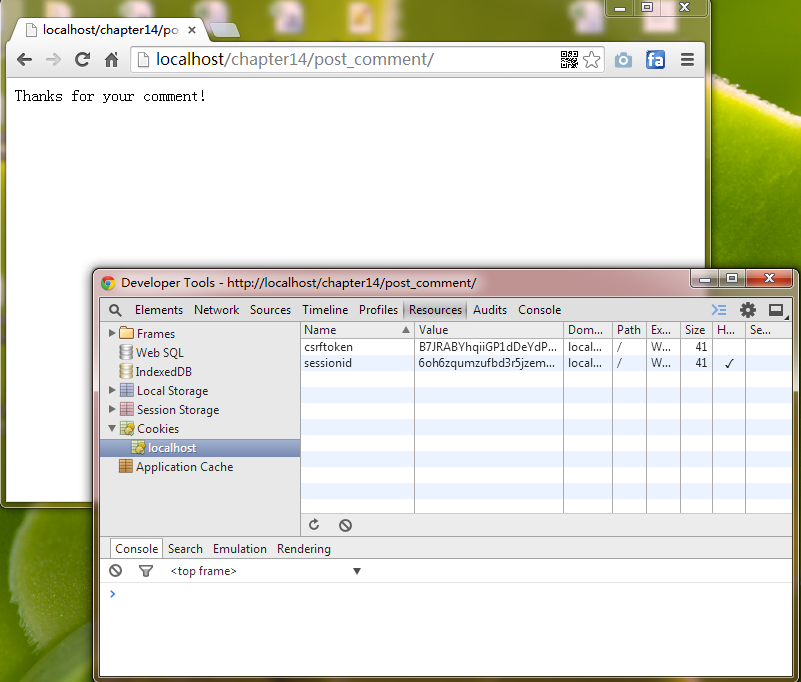 localhost/chapter14/po
localhost/chapter14/post_comment/
Thanks for your comment!
Developer Tools - http://localhost/chapter14/post_comment/
Elements Network Sources Timeline Profiles Resources Audits Console
Frames
Web SQL
IndexedDB
Local Storage
Session Storage
Cookies
localhost
Application Cache
Name Value Dom... Path Ex... Size H... Se...
csrftoken B7JRABYhqiiGP1dDeYdP... local... / W... 41
sessionid 6oh6zqumzufbd3r5jzem... local... / W... 41 ✓
Console Search Emulation Rendering
<top frame>